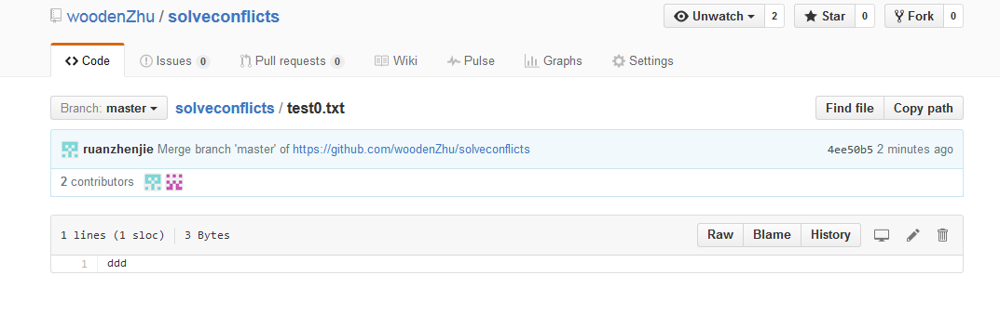 woodenZhu / solveconflicts Unwatch 2 Star 0 Fork 0
Code Issues 0 Pull requests 0 Wiki Pulse Graphs Settings
Branch: master solveconflicts / test0.txt Find file Copy path
ruanzhenjie Merge branch 'master' of https://github.com/woodenZhu/solveconflicts 4ee50b5 2 minutes ago
2 contributors
1 lines (1 sloc) 3 Bytes Raw Blame History
1 ddd